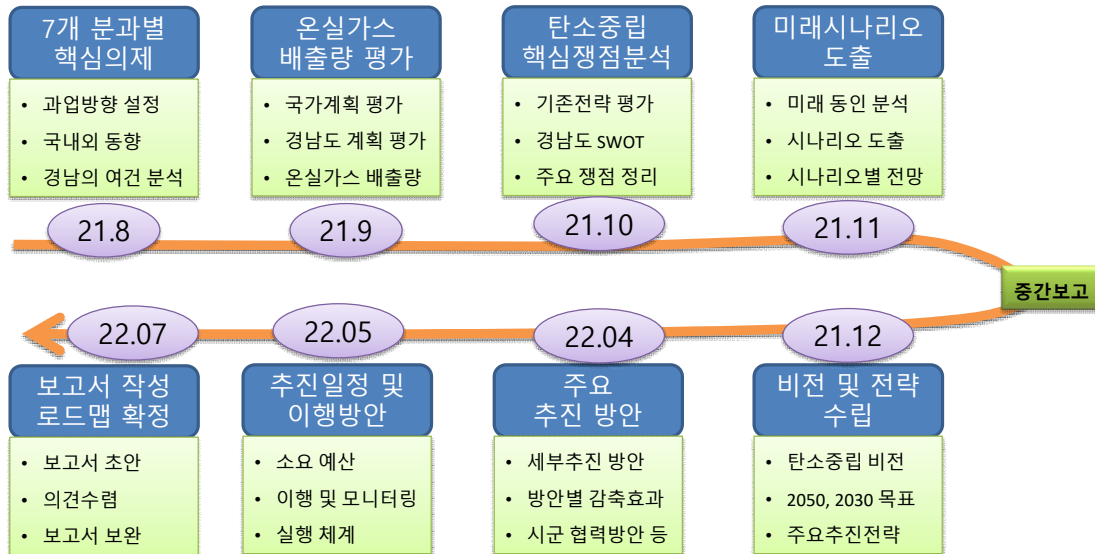 7개 분과별
핵심의제
• 과업방향 설정
• 국내외 동향
• 경남의 여건 분석
21.8
온실가스
배출량 평가
• 국가계획 평가
• 경남도 계획 평가
• 온실가스 배출량
21.9
탄소중립
핵심쟁점분석
• 기존전략 평가
• 경남도 SWOT
• 주요 쟁점 정리
21.10
미래시나리오
도출
• 미래 동인 분석
• 시나리오 도출
• 시나리오별 전망
21.11
중간보고
21.12
비전 및 전략
수립
• 탄소중립 비전
• 2050, 2030 목표
• 주요추진전략
22.04
주요
추진 방안
• 세부추진 방안
• 방안별 감축효과
• 시군 협력방안 등
22.05
추진일정 및
이행방안
• 소요 예산
• 이행 및 모니터링
• 실행 체계
22.07
보고서 작성
로드맵 확정
• 보고서 초안
• 의견수렴
• 보고서 보완